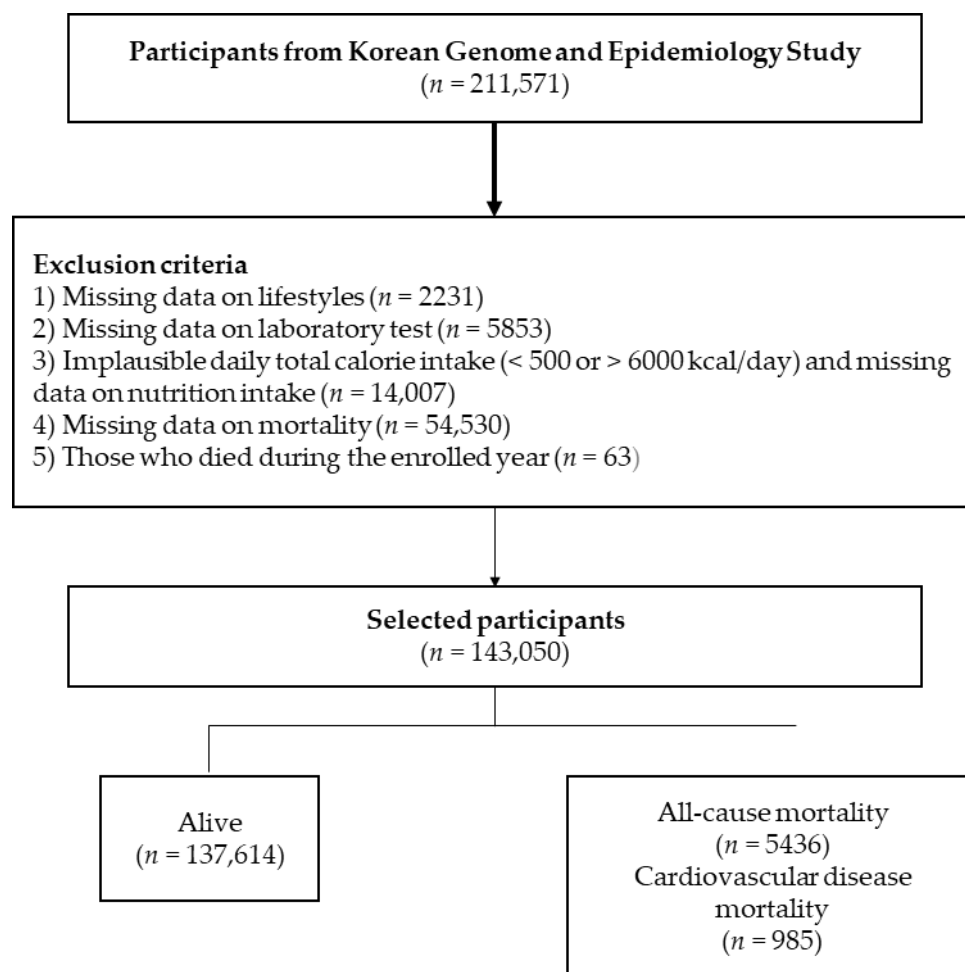 Participants from Korean Genome and Epidemiology Study
(n = 211,571)
Exclusion criteria
1) Missing data on lifestyles (n = 2231)
2) Missing data on laboratory test (n = 5853)
3) Implausible daily total calorie intake (< 500 or > 6000 kcal/day) and missing
data on nutrition intake (n = 14,007)
4) Missing data on mortality (n = 54,530)
5) Those who died during the enrolled year (n = 63)
Selected participants
(n = 143,050)
Alive
(n = 137,614)
All-cause mortality
(n = 5436)
Cardiovascular disease
mortality
(n = 985)